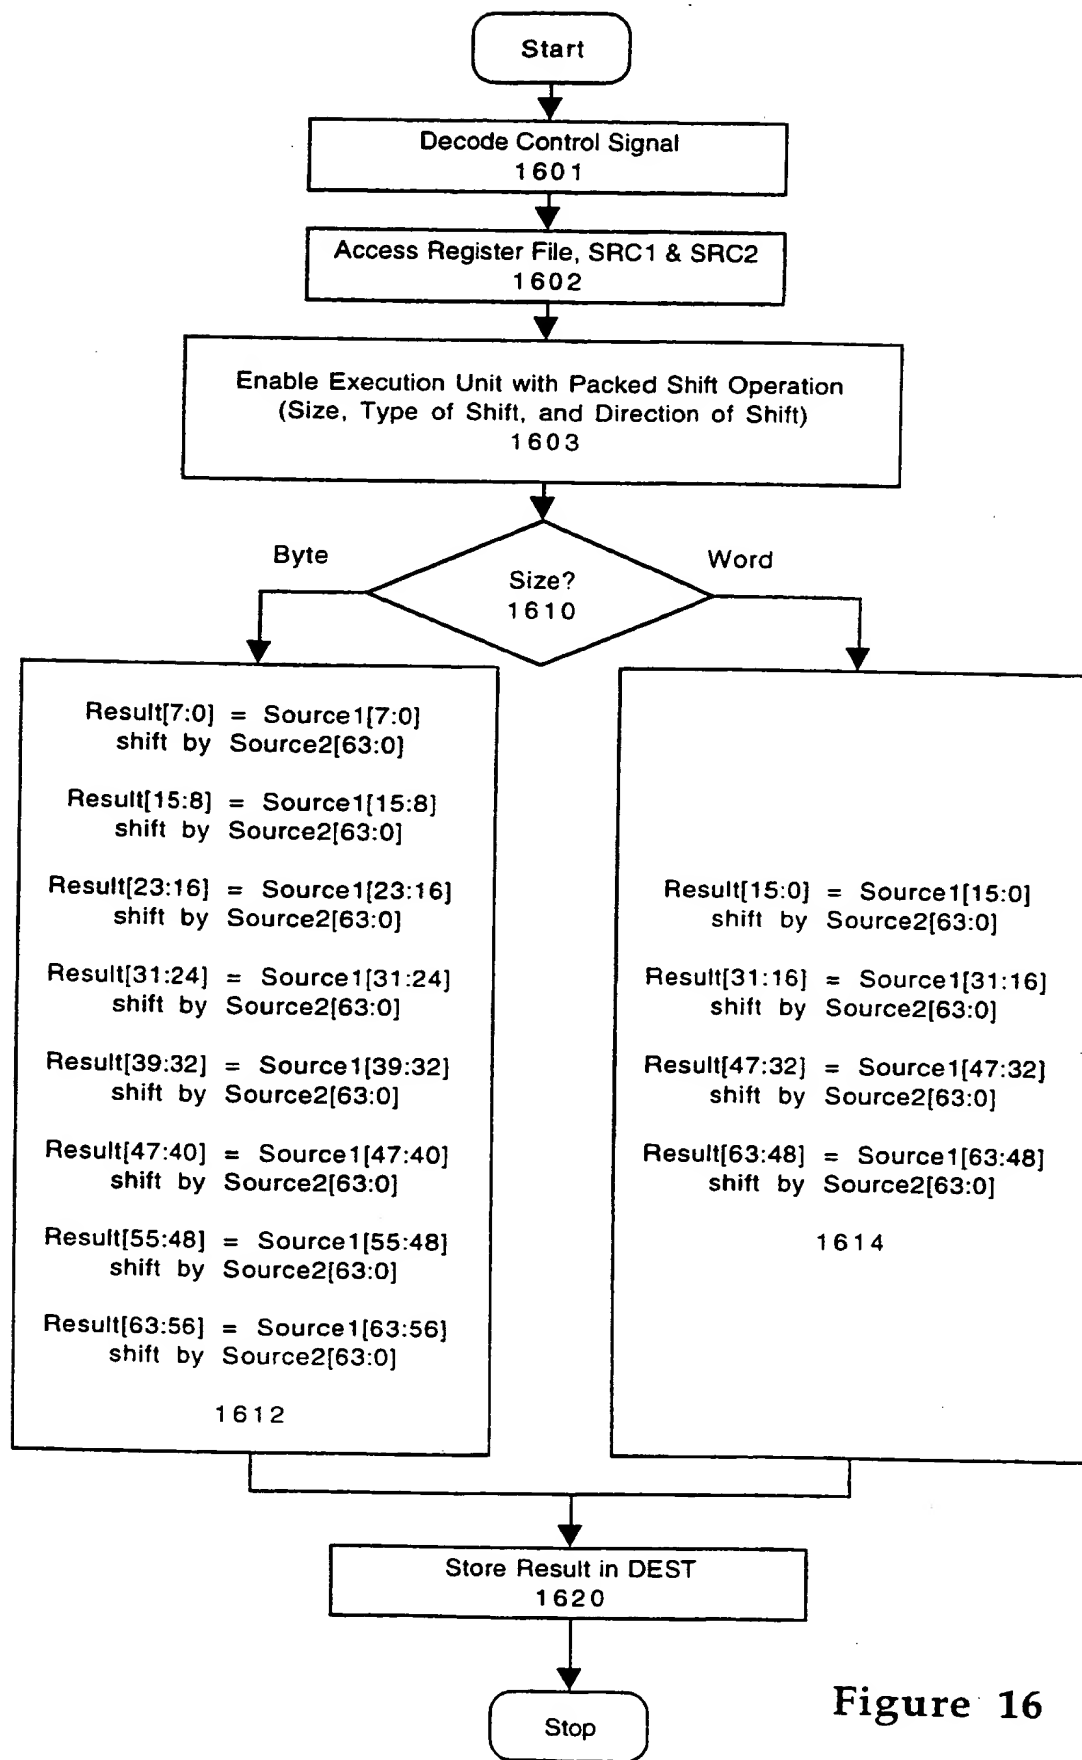 Start
Decode Control Signal
1601
Access Register File, SRC1 & SRC2
1602
Enable Execution Unit with Packed Shift Operation
(Size, Type of Shift, and Direction of Shift)
1603
Byte
Word
Size?
1610
Result[7:0] = Source1[7:0]
shift by Source2[63:0]
Result[15:8] = Source1[15:8]
shift by Source2[63:0]
Result[23:16] = Source1[23:16]
shift by Source2[63:0]
Result[31:24] = Source1[31:24]
shift by Source2[63:0]
Result[39:32] = Source1[39:32]
shift by Source2[63:0]
Result[47:40] = Source1[47:40]
shift by Source2[63:0]
Result[55:48] = Source1[55:48]
shift by Source2[63:0]
Result[63:56] = Source1[63:56]
shift by Source2[63:0]
1612
Result[15:0] = Source1[15:0]
shift by Source2[63:0]
Result[31:16] = Source1[31:16]
shift by Source2[63:0]
Result[47:32] = Source1[47:32]
shift by Source2[63:0]
Result[63:48] = Source1[63:48]
shift by Source2[63:0]
1614
Store Result in DEST
1620
Stop
Figure 16